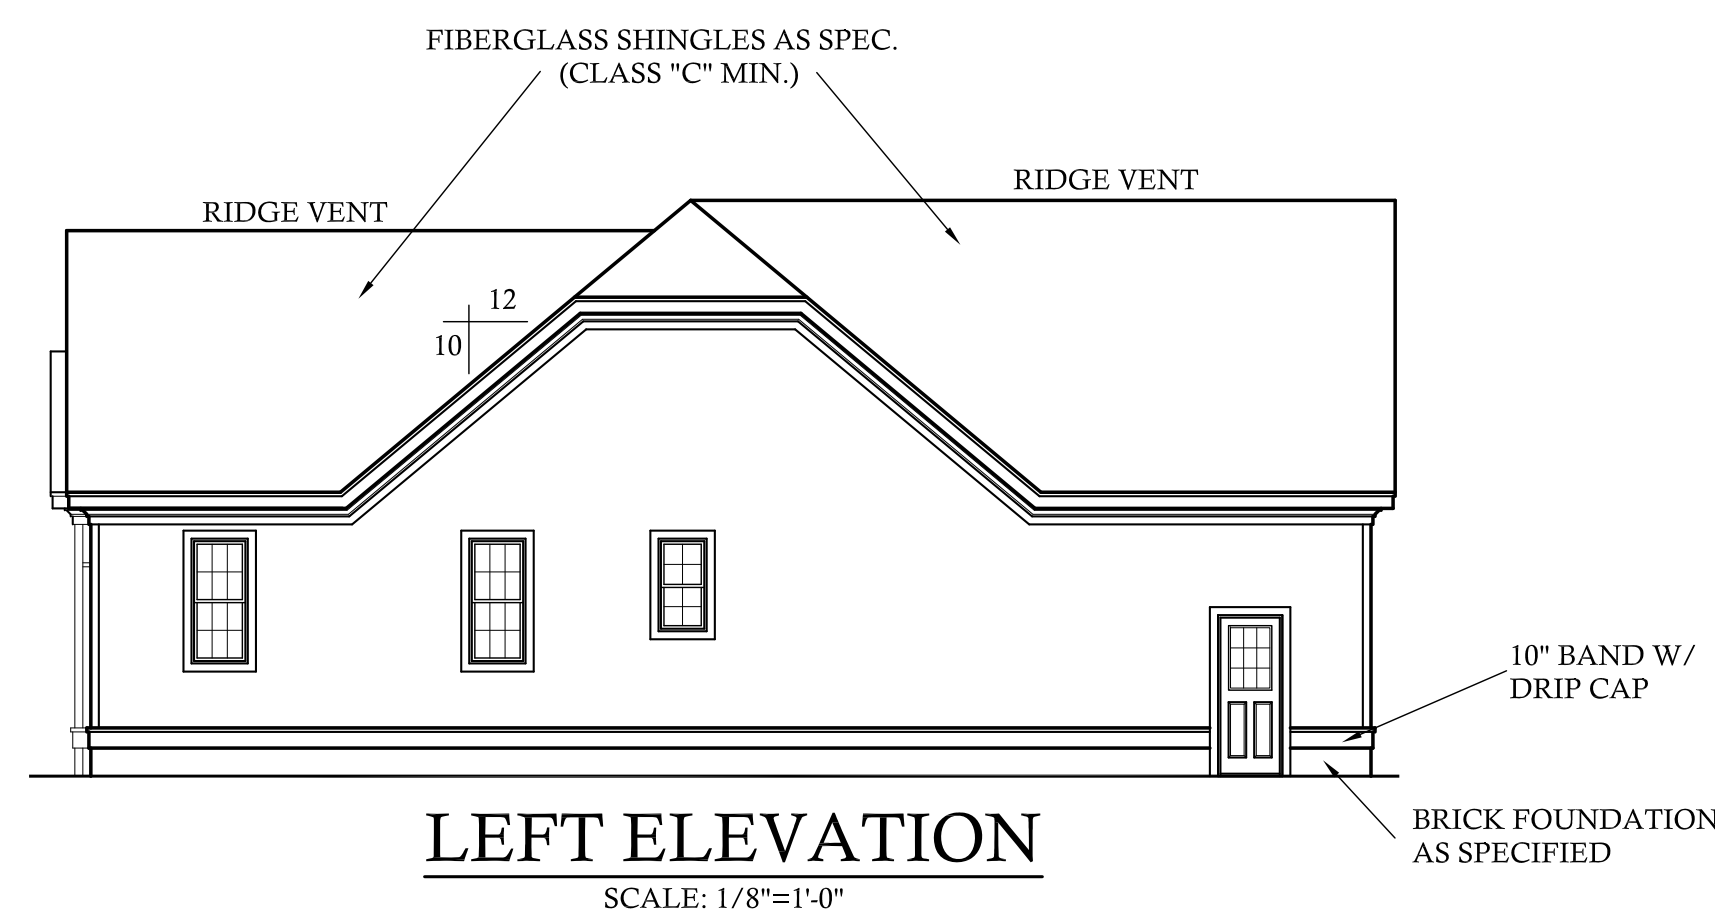 FIBERGLASS SHINGLES AS SPEC.
(CLASS "C" MIN.)
RIDGE VENT
RIDGE VENT
12
10
10" BAND W/
DRIP CAP
BRICK FOUNDATION
AS SPECIFIED
LEFT ELEVATION
SCALE: 1/8"=1'-0"